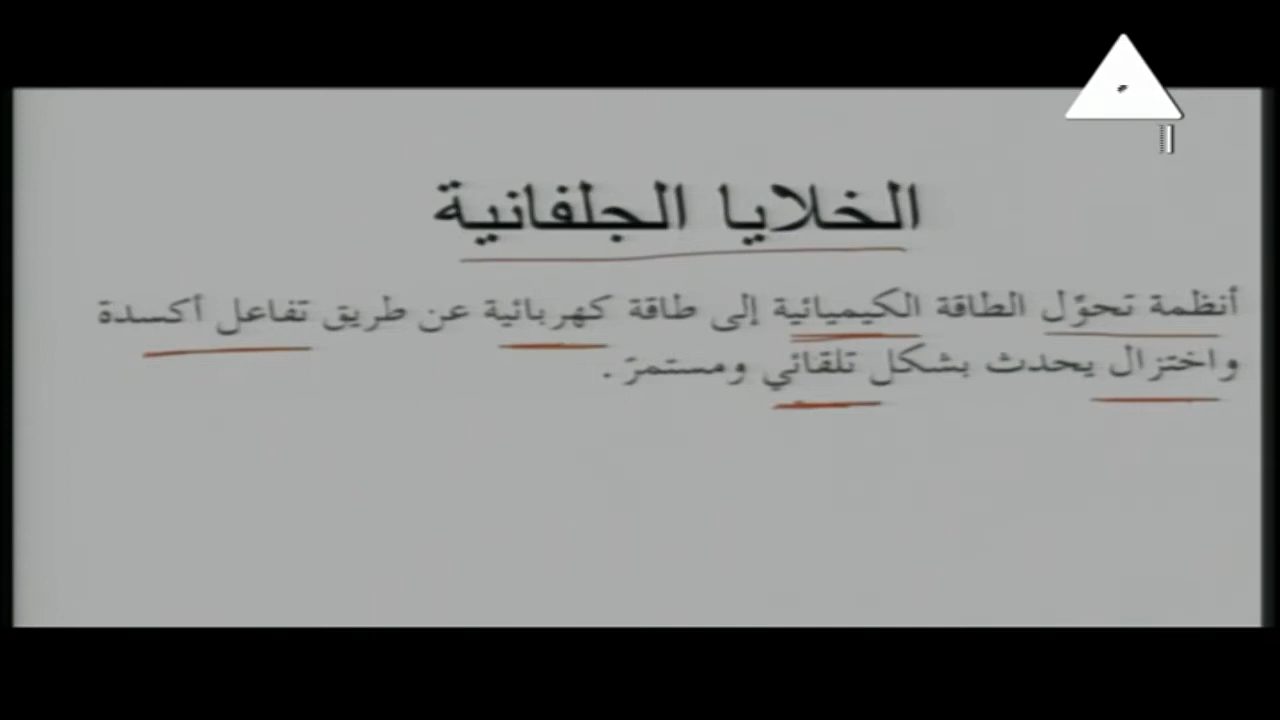 الخلايا الجلفانية
أنظمة تحوّل الطاقة الكيميائية إلى طاقة كهربائية عن طريق تفاعل أكسدة
واختزال يحدث بشكل تلقائي ومستمرّ .